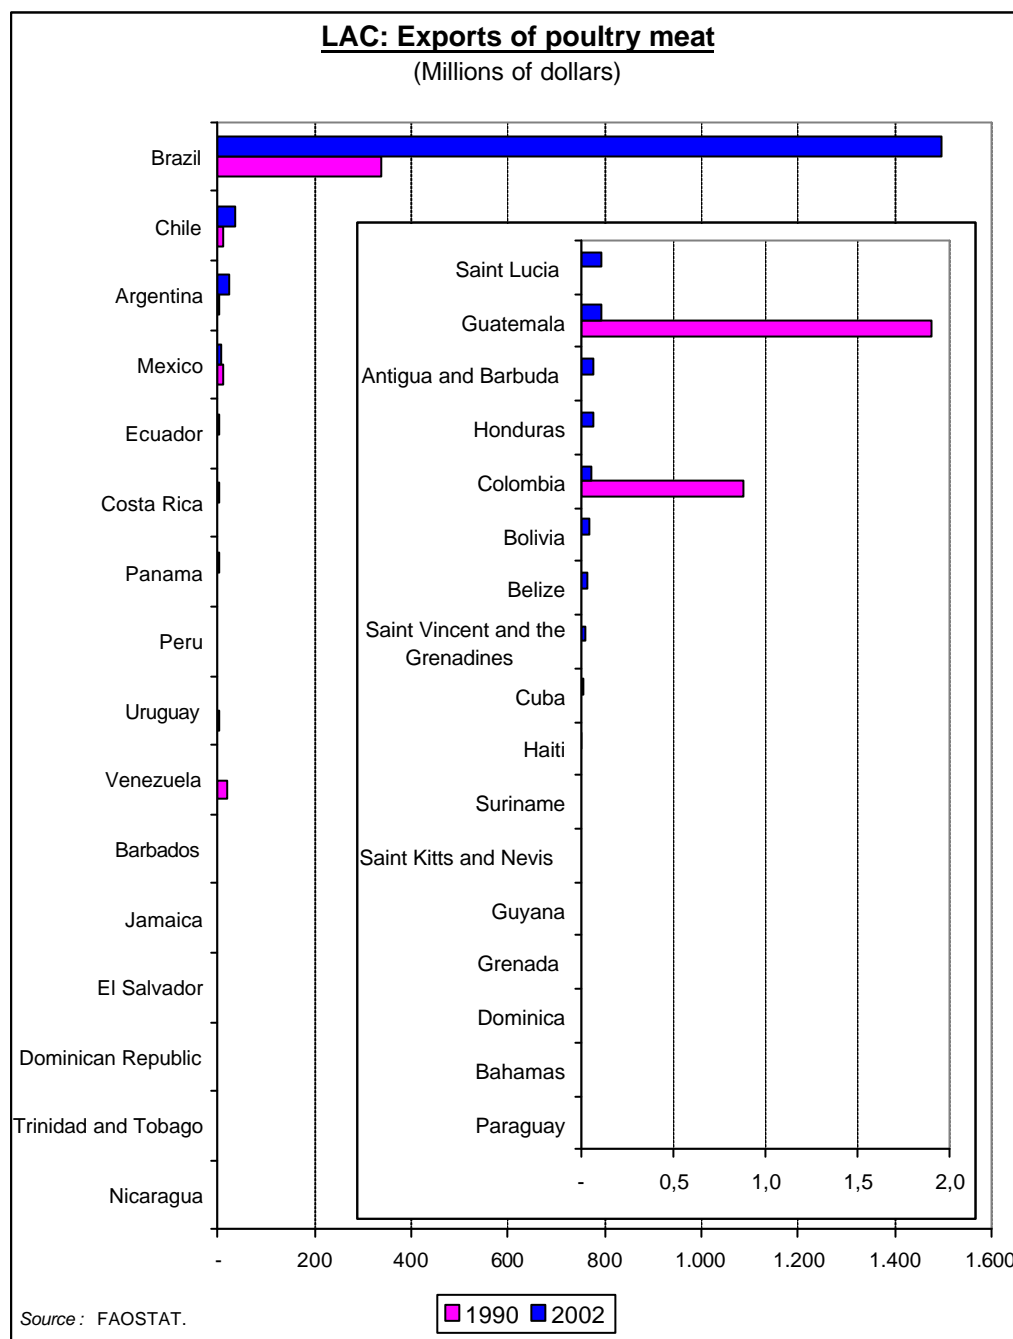 LAC: Exports of poultry meat
(Millions of dollars)
Brazil
Chile
Argentina
Mexico
Ecuador
Costa Rica
Panama
Peru
Uruguay
Venezuela
Barbados
Jamaica
El Salvador
Dominican Republic
Trinidad and Tobago
Nicaragua
- 200 400 600 800 1.000 1.200 1.400 1.600
Saint Lucia
Guatemala
Antigua and Barbuda
Honduras
Colombia
Bolivia
Belize
Saint Vincent and the
Grenadines
Cuba
Haiti
Suriname
Saint Kitts and Nevis
Guyana
Grenada
Dominica
Bahamas
Paraguay
- 0,5 1,0 1,5 2,0
1990 2002
Source : FAOSTAT.